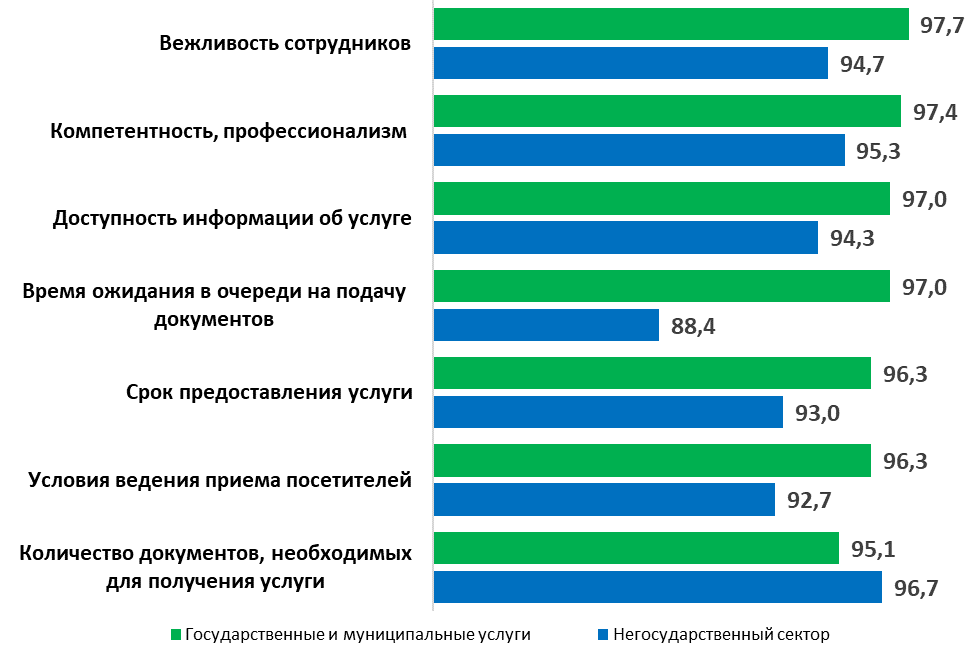 97,7
Вежливость сотрудников
94,7
97,4
Компетентность, профессионализм
95,3
97,0
Доступность информации об услуге
94,3
Время ожидания в очереди на подачу
документов
97,0
88,4
96,3
Срок предоставления услуги
93,0
96,3
Условия ведения приема посетителей
92,7
Количество документов, необходимых
для получения услуги
95,1
96,7
Государственные и муниципальные услуги
Негосударственный сектор